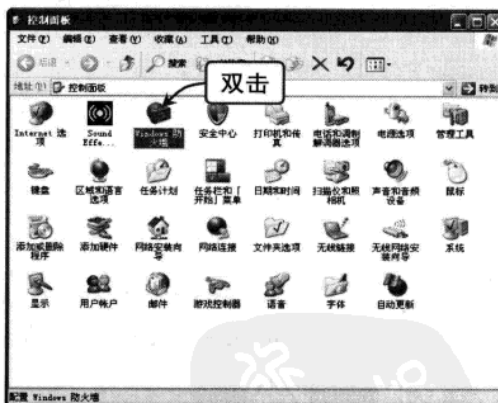 控制面板
文件(F) 编辑(E) 查看(V) 收藏(A) 工具(T) 帮助(H)
后退 搜索
地址(D) 控制面板 转到
双击
Internet 选项
Sound Effe...
Windows 防火墙
安全中心
打印机和传真
电话和调制解调器选项
电源选项
管理工具
键盘
区域和语言选项
任务计划
任务栏和「开始」菜单
日期和时间
扫描仪和照相机
声音和音频设备
鼠标
添加或删除程序
添加硬件
网络安装向导
网络连接
文件夹选项
无线链接
无线网络安装向导
系统
显示
用户帐户
邮件
游戏控制器
语音
字体
自动更新
配置 Windows 防火墙